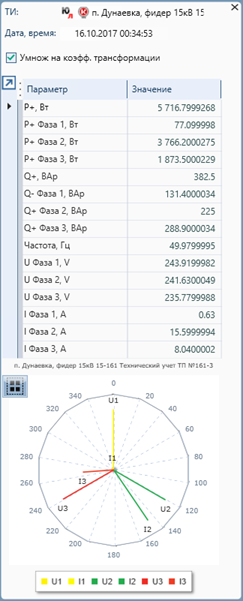 ТИ: п. Дунаевка, фидер 15кВ 15
Дата, время: 16.10.2017 00:34:53
Умнож на коэфф. трансформации
Параметр Значение
P+, Вт 5 716.7999268
P+ Фаза 1, Вт 77.099998
P+ Фаза 2, Вт 3 766.2000275
P+ Фаза 3, Вт 1 873.5000229
Q+, ВАр 382.5
Q- Фаза 1, ВАр 131.4000034
Q+ Фаза 2, ВАр 225
Q+ Фаза 3, ВАр 288.9000034
Частота, Гц 49.9799995
U Фаза 1, V 243.9199982
U Фаза 2, V 241.6300049
U Фаза 3, V 235.7799988
I Фаза 1, А 0.63
I Фаза 2, А 15.5999994
I Фаза 3, А 8.0400002
п. Дунаевка, фидер 15кВ 15-161 Технический учет ТП №161-3
0
340 20
U1
320 40
300 60
280 80
I1
I3
260 100
U3 U2
240 120
I2
220 140
200 160
180
U1 I1 U2 I2 U3 I3